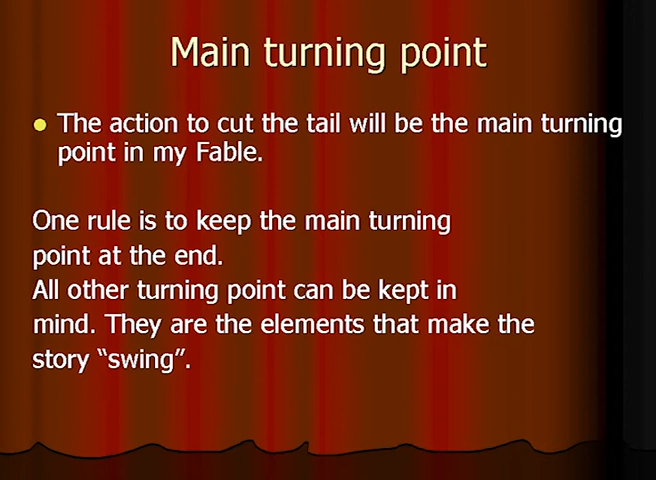 Main turning point
The action to cut the tail will be the main turning
point in my Fable.
One rule is to keep the main turning
point at the end.
All other turning point can be kept in
mind. They are the elements that make the
story “swing”.